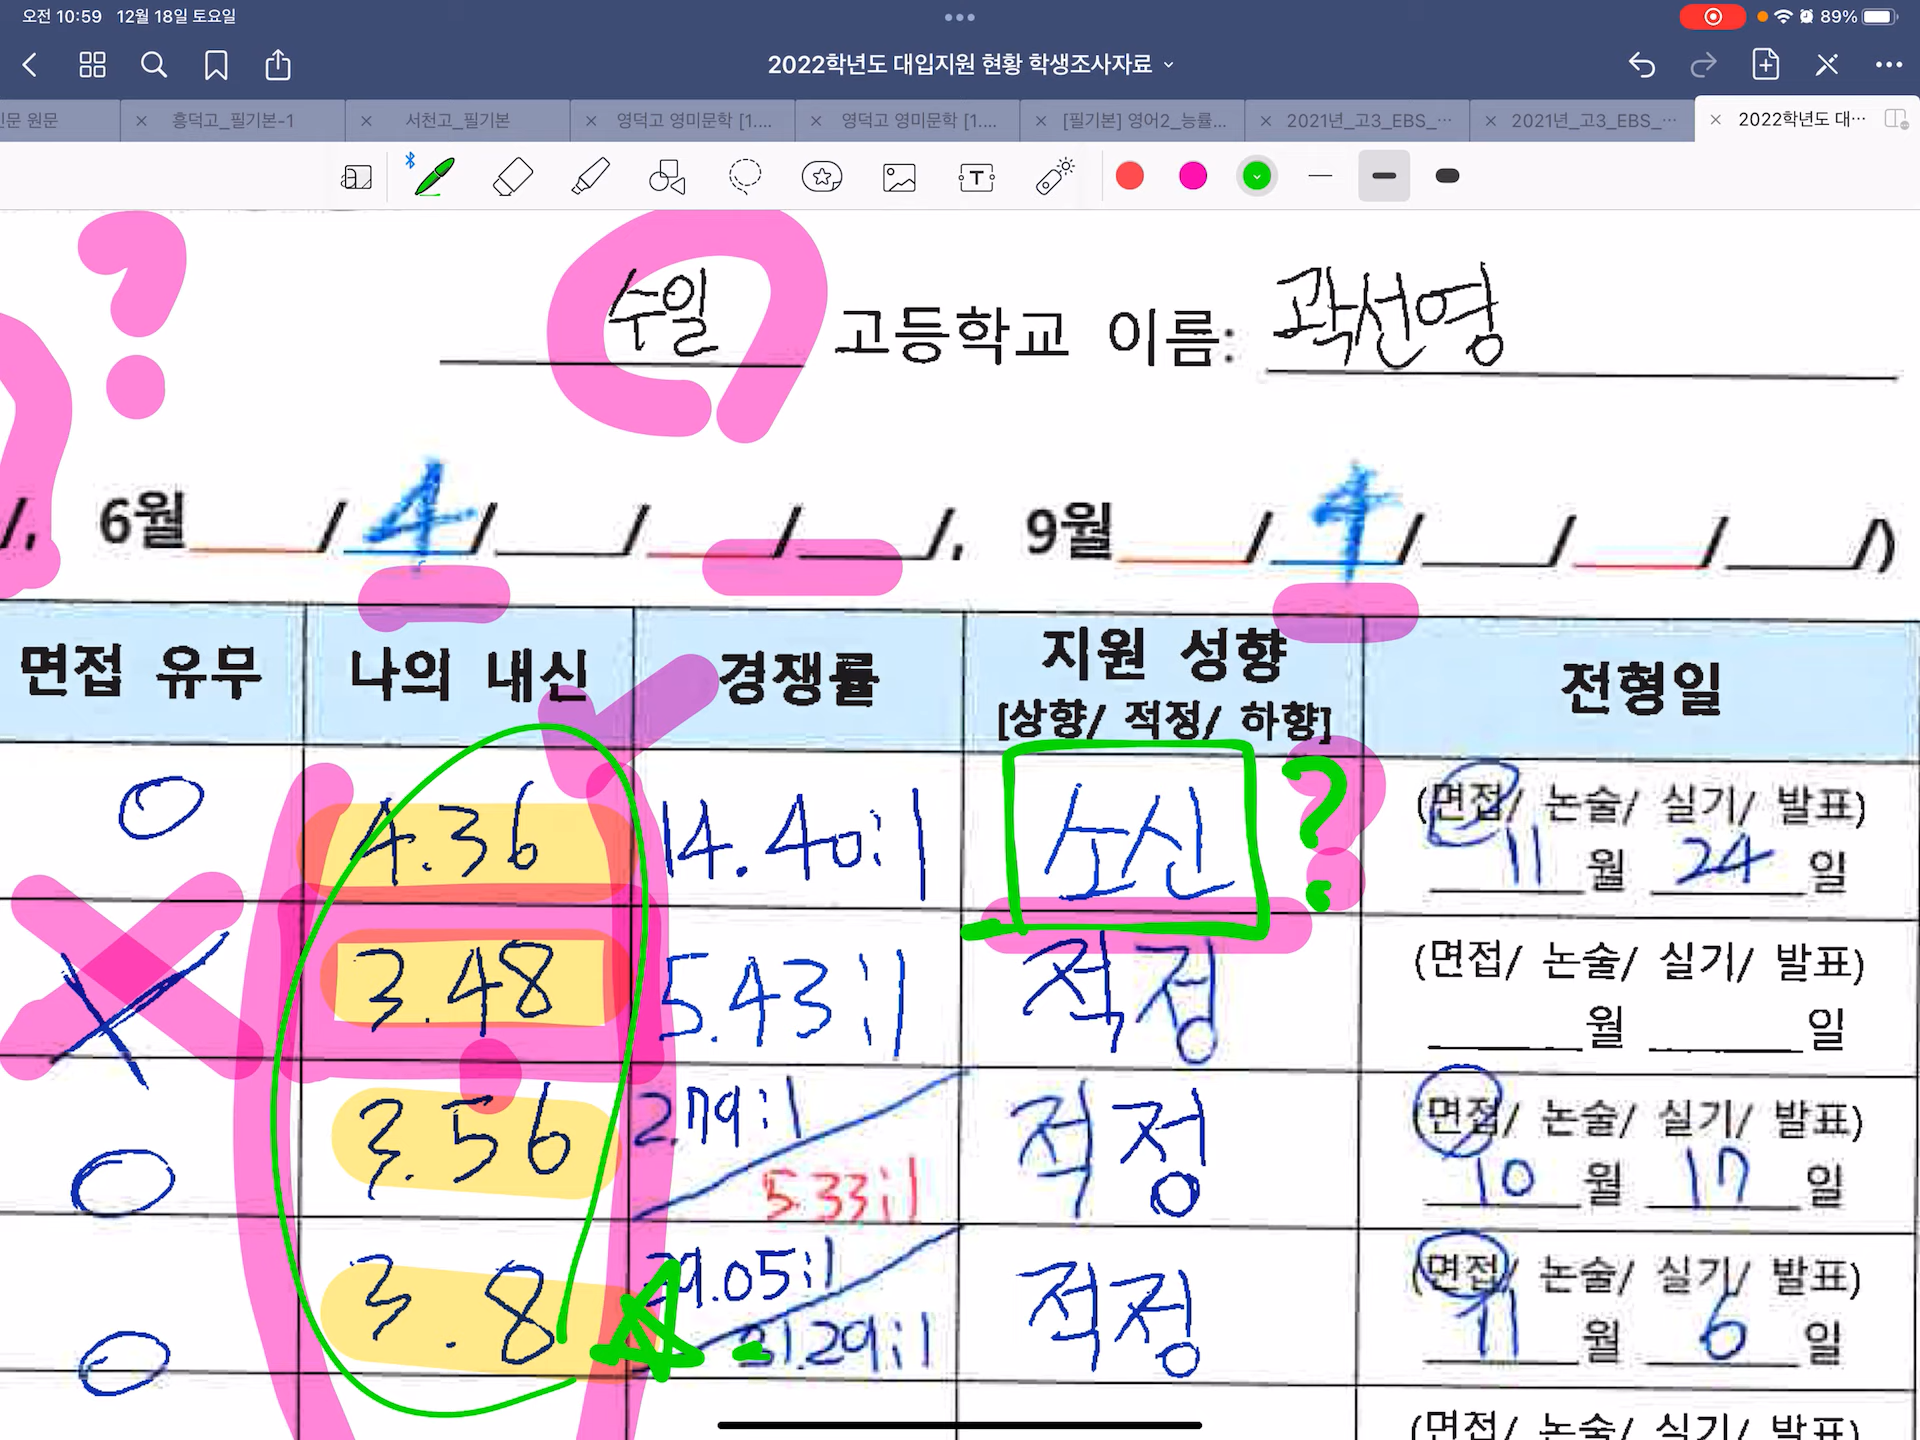 오전 10:59 12월 18일 토요일
89%
2022학년도 대입지원 현황 학생조사자료
인문 원문 × 흥덕고_필기본-1 × 서천고_필기본 × 영덕고 영미문학 [1.... × 영덕고 영미문학 [1.... × [필기본] 영어2_능률... × 2021년_고3_EBS_... × 2021년_고3_EBS_... × 2022학년도 대...
수일 고등학교 이름: 곽선영
/, 6월 / 4 / / / /, 9월 / 4 / / / /)
면접 유무 나의 내신 경쟁률 지원 성향 [상향/ 적정/ 하향] 전형일
O 4.36 14.40:1 소신 ? (면접/ 논술/ 실기/ 발표)
11 월 24 일
X 3.48 5.43:1 적정 (면접/ 논술/ 실기/ 발표)
월 일
O 3.56 2.79:1 5.33:1 적정 (면접/ 논술/ 실기/ 발표)
10 월 17 일
O 3.8 29.05:1 31.29:1 적정 (면접/ 논술/ 실기/ 발표)
11 월 6 일
(면접/ 논술/ 실기/ 발표)